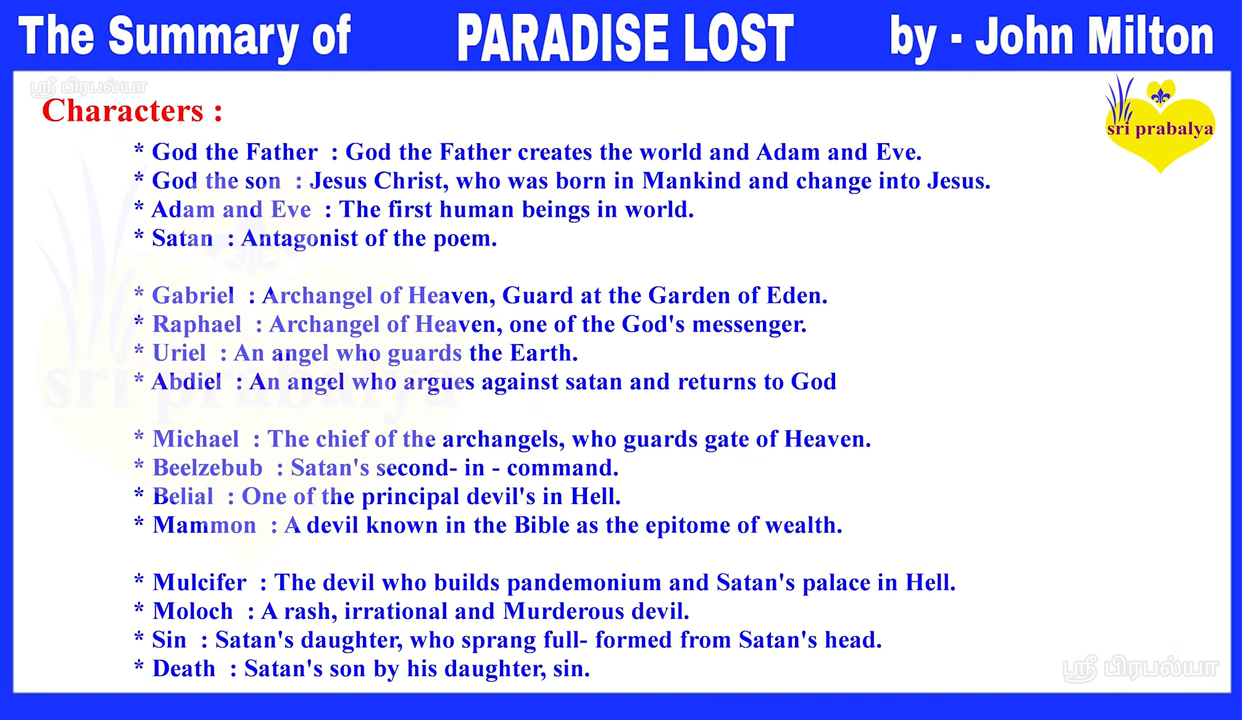 The Summary of PARADISE LOST by - John Milton
ஸ்ரீ பிரபல்யா
Characters :
sri prabalya
* God the Father : God the Father creates the world and Adam and Eve.
* God the son : Jesus Christ, who was born in Mankind and change into Jesus.
* Adam and Eve : The first human beings in world.
* Satan : Antagonist of the poem.
* Gabriel : Archangel of Heaven, Guard at the Garden of Eden.
* Raphael : Archangel of Heaven, one of the God's messenger.
* Uriel : An angel who guards the Earth.
* Abdiel : An angel who argues against satan and returns to God
sri prabalya
* Michael : The chief of the archangels, who guards gate of Heaven.
* Beelzebub : Satan's second- in - command.
* Belial : One of the principal devil's in Hell.
* Mammon : A devil known in the Bible as the epitome of wealth.
* Mulcifer : The devil who builds pandemonium and Satan's palace in Hell.
* Moloch : A rash, irrational and Murderous devil.
* Sin : Satan's daughter, who sprang full- formed from Satan's head.
* Death : Satan's son by his daughter, sin.
ஸ்ரீ பிரபல்யா